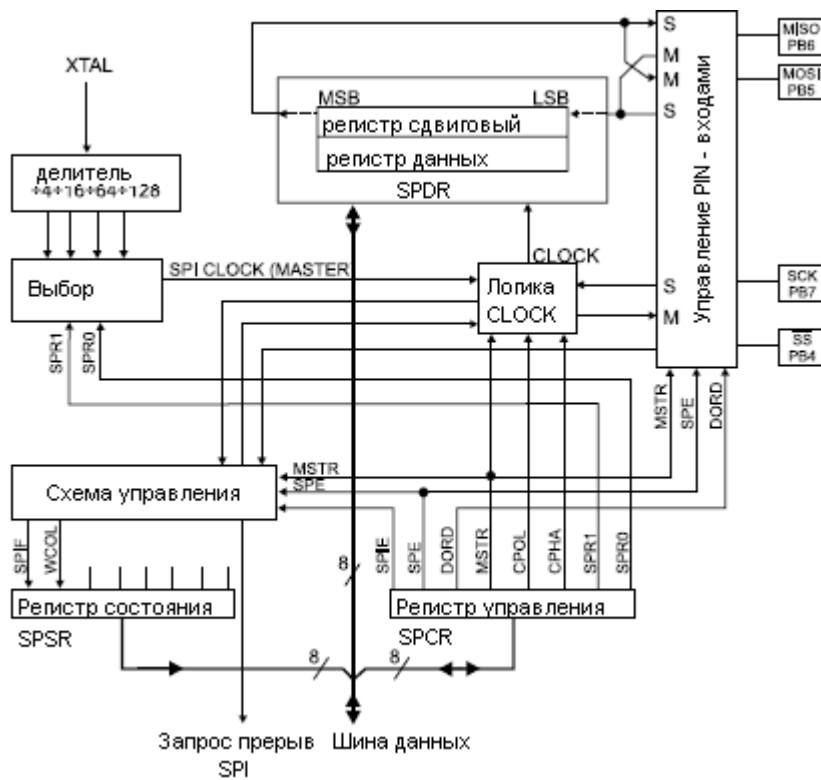 XTAL
делитель
÷4÷16÷64÷128
Выбор
SPR1
SPR0
SPI CLOCK (MASTER)
MSB
LSB
регистр сдвиговый
регистр данных
SPDR
CLOCK
Логика
CLOCK
S
M
M
S
S
M
Управление PIN - входами
MISO
PB6
MOSI
PB5
SCK
PB7
SS
PB4
MSTR
SPE
DORD
Схема управления
MSTR
SPE
SPIF
WCOL
Регистр состояния
SPSR
SPIE
SPE
DORD
MSTR
CPOL
CPHA
SPR1
SPR0
Регистр управления
SPCR
8
8
8
Запрос прерыв
SPI
Шина данных